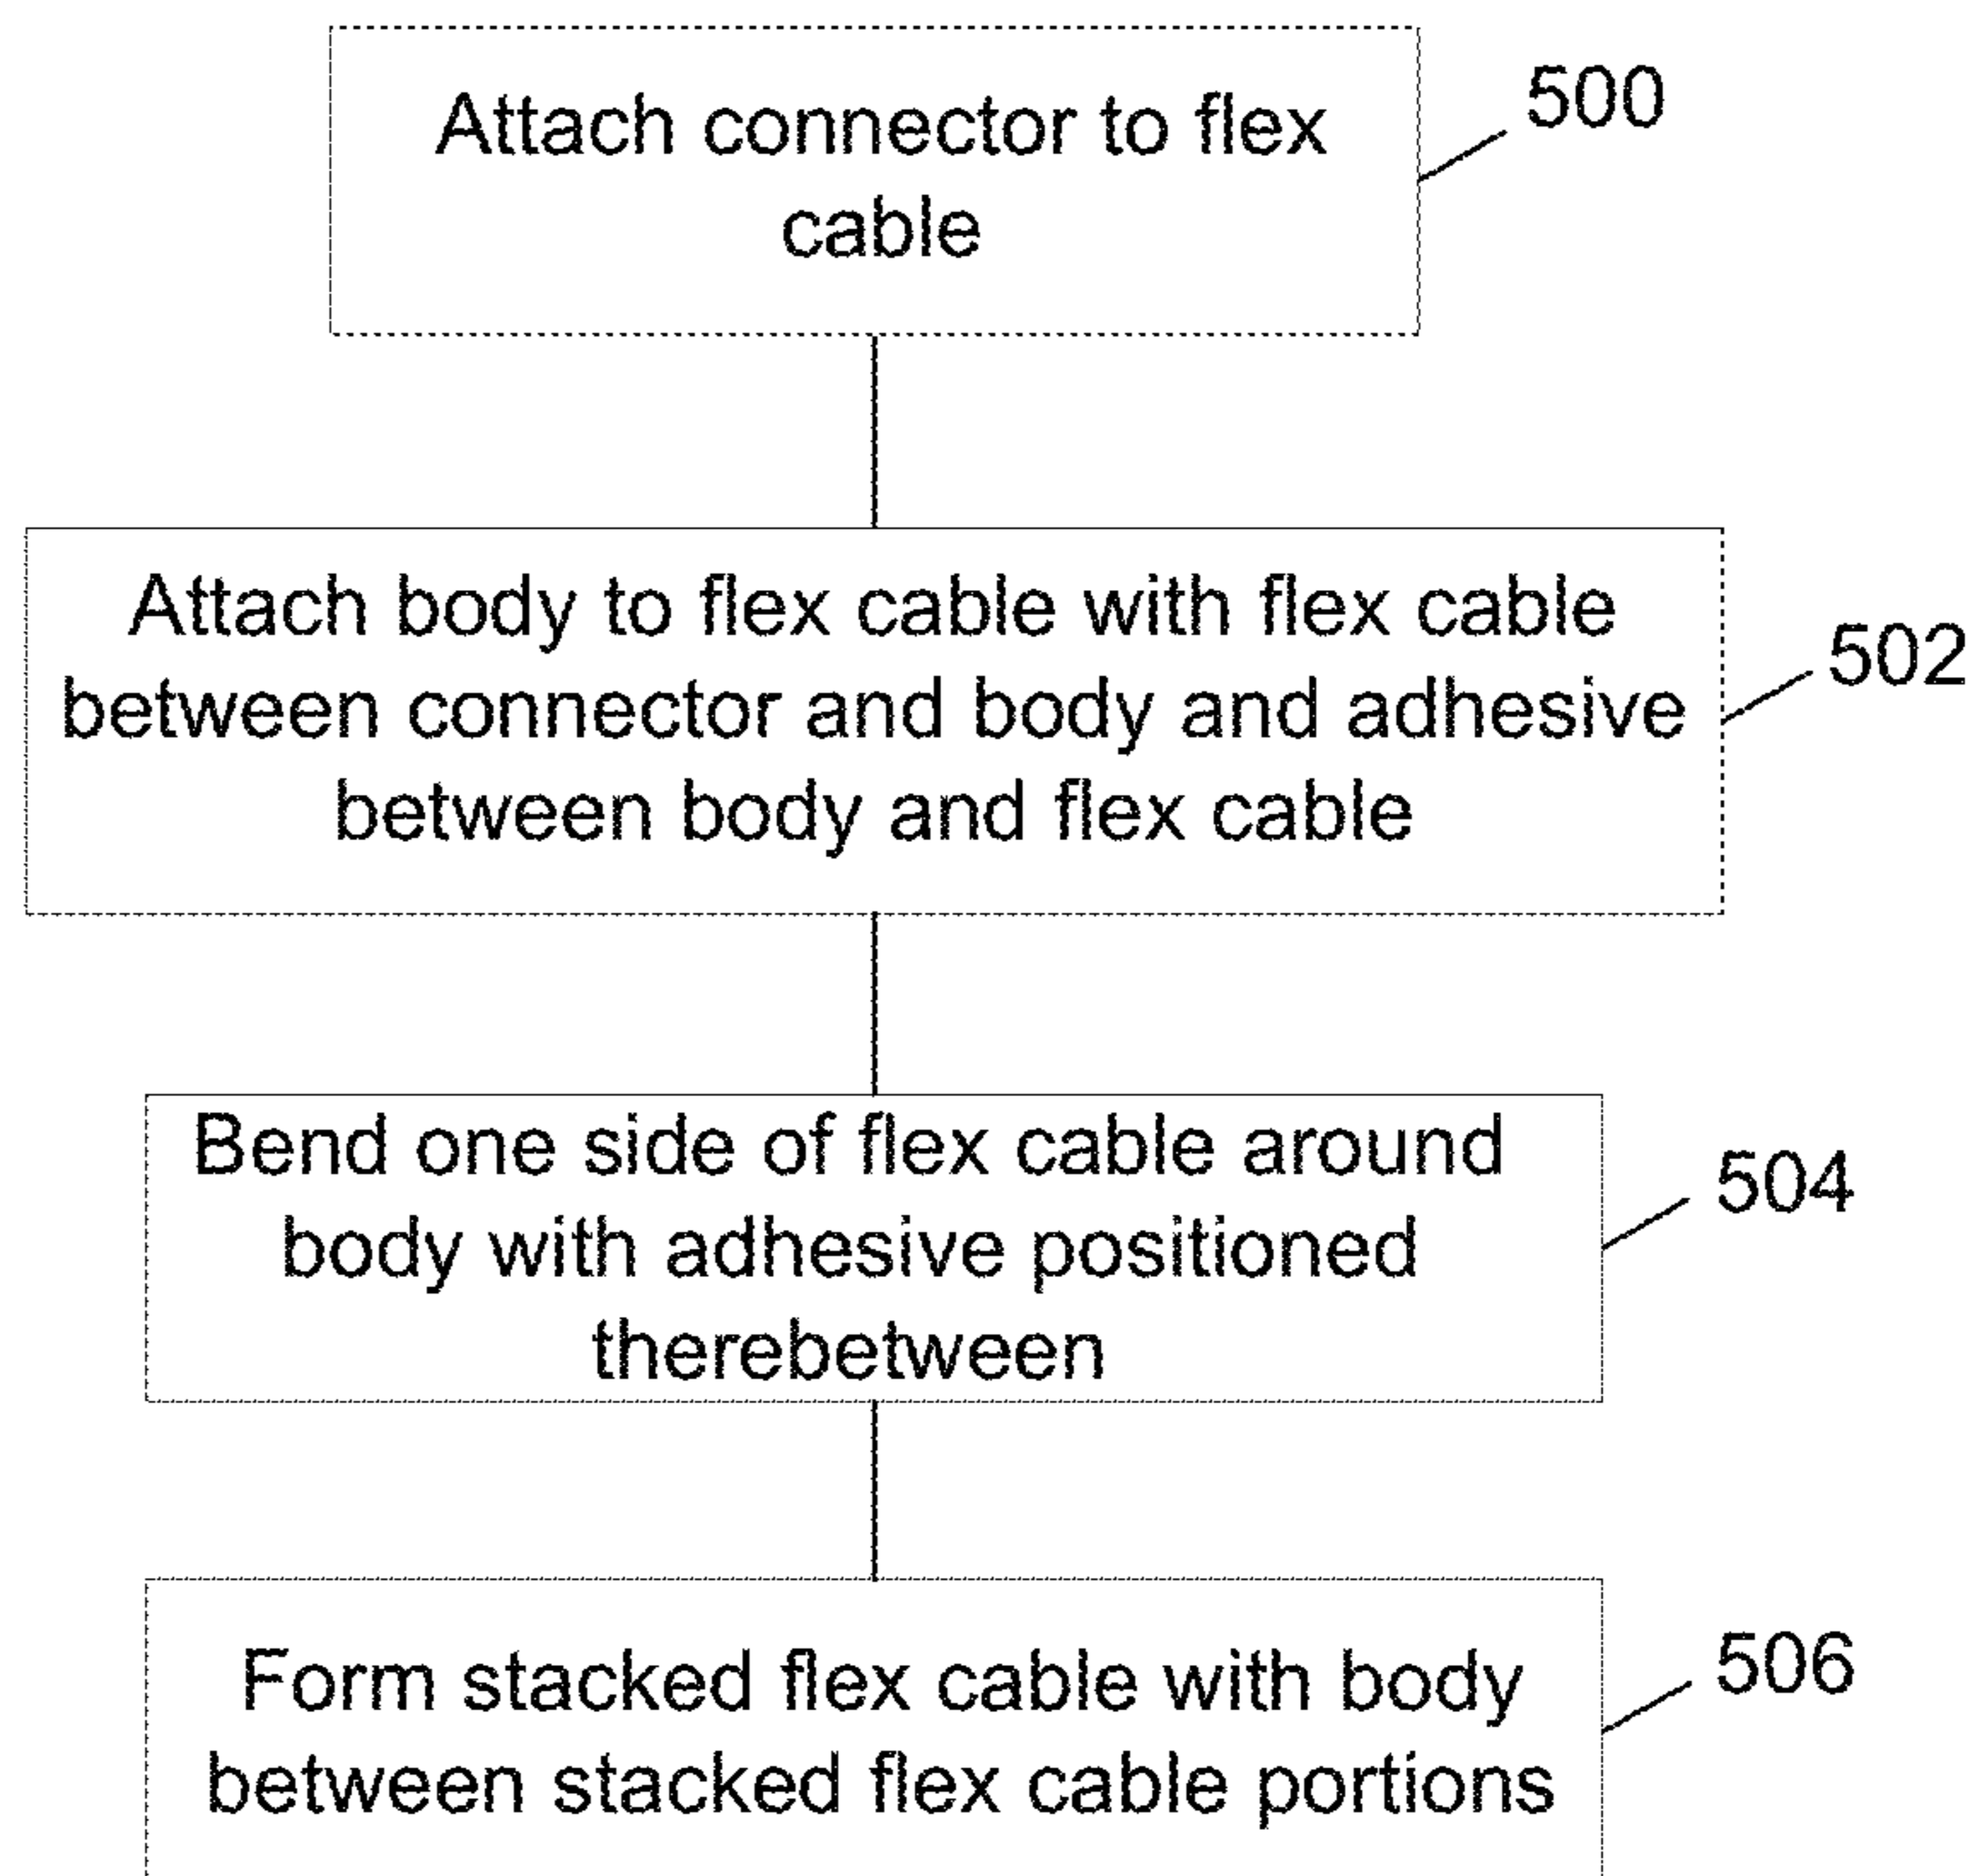 Attach connector to flex
cable
500
Attach body to flex cable with flex cable
between connector and body and adhesive
between body and flex cable
502
Bend one side of flex cable around
body with adhesive positioned
therebetween
504
Form stacked flex cable with body
between stacked flex cable portions
506